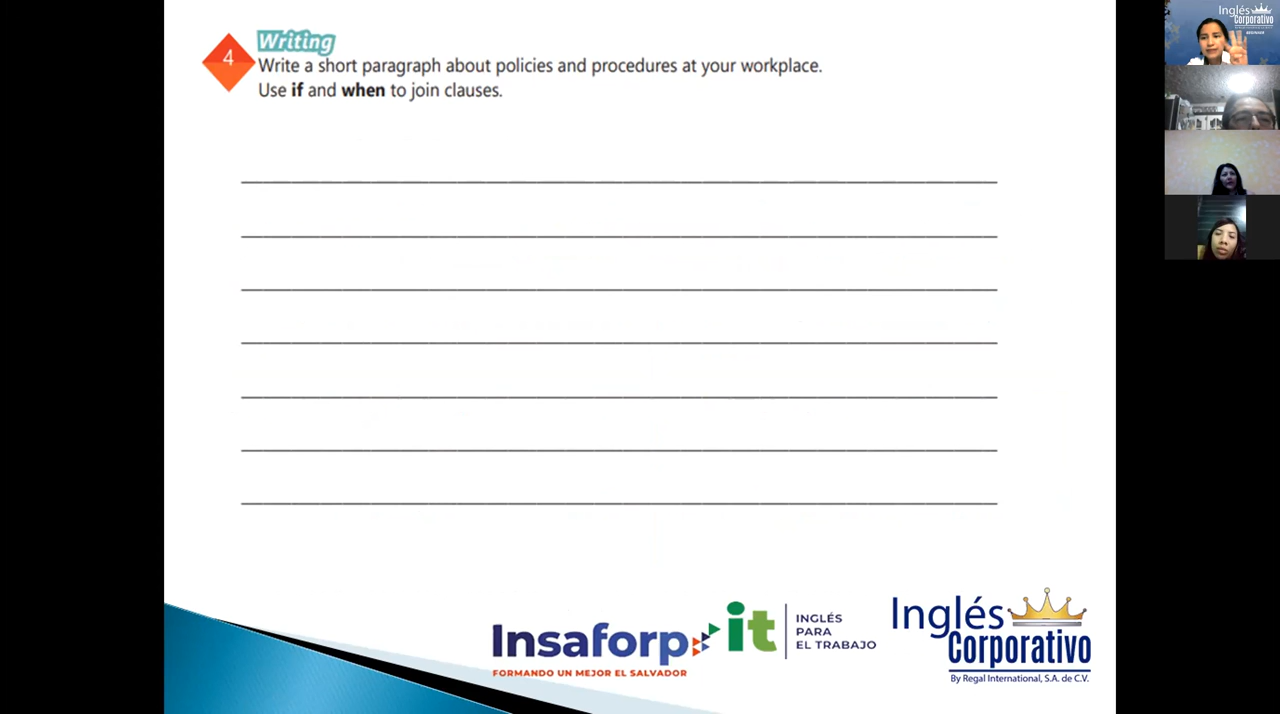 4
Writing
Write a short paragraph about policies and procedures at your workplace.
Use if and when to join clauses.
Insaforp
FORMANDO UN MEJOR EL SALVADOR
it
INGLÉS
PARA
EL TRABAJO
Inglés
Corporativo
By Regal International, S.A. de C.V.
Inglés
Corporativo
BEGINNER